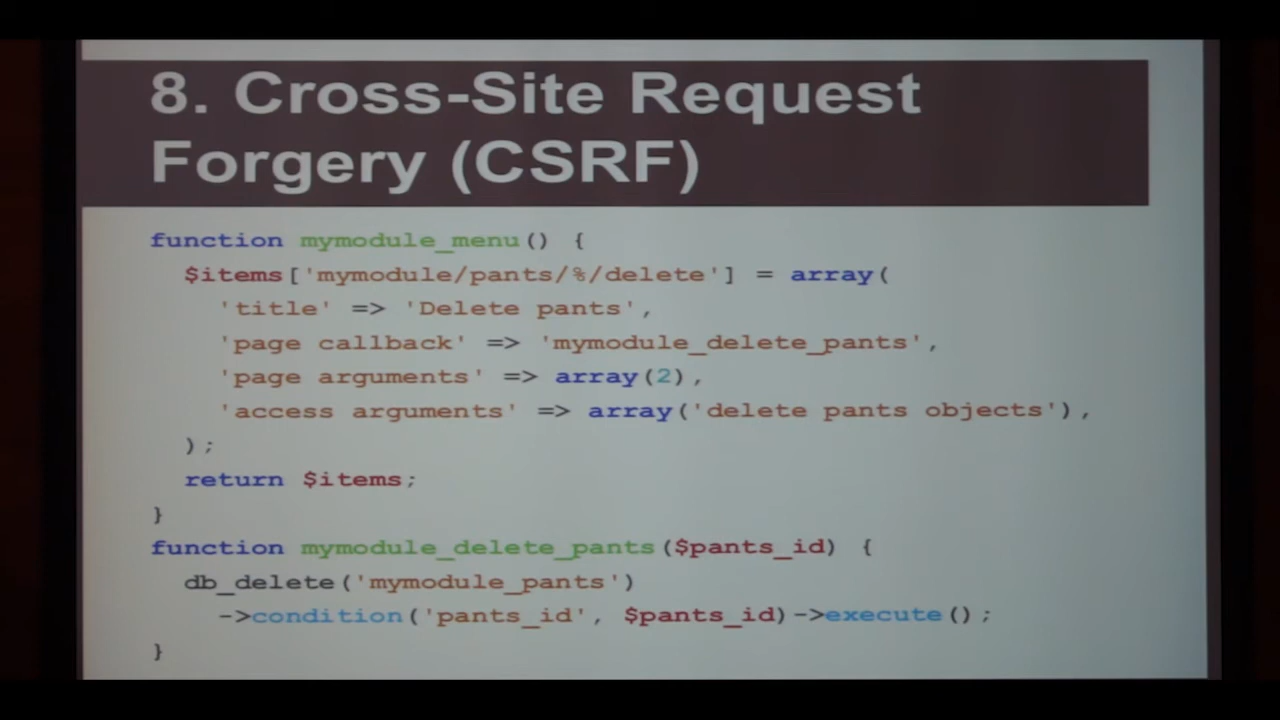 8. Cross-Site Request
Forgery (CSRF)
function mymodule_menu() {
$items['mymodule/pants/%/delete'] = array(
'title' => 'Delete pants',
'page callback' => 'mymodule_delete_pants',
'page arguments' => array(2),
'access arguments' => array('delete pants objects'),
);
return $items;
}
function mymodule_delete_pants($pants_id) {
db_delete('mymodule_pants')
->condition('pants_id', $pants_id)->execute();
}